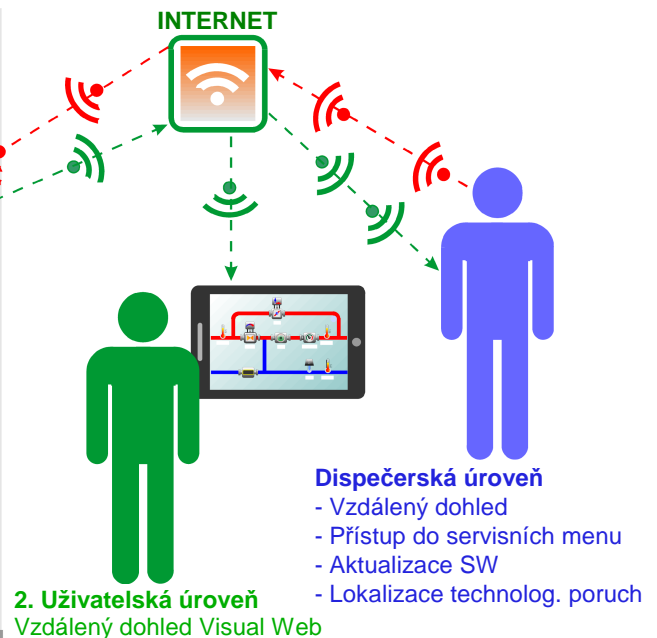 INTERNET
Dispečerská úroveň
- Vzdálený dohled
- Přístup do servisních menu
- Aktualizace SW
- Lokalizace technolog. poruch
2. Uživatelská úroveň
Vzdálený dohled Visual Web